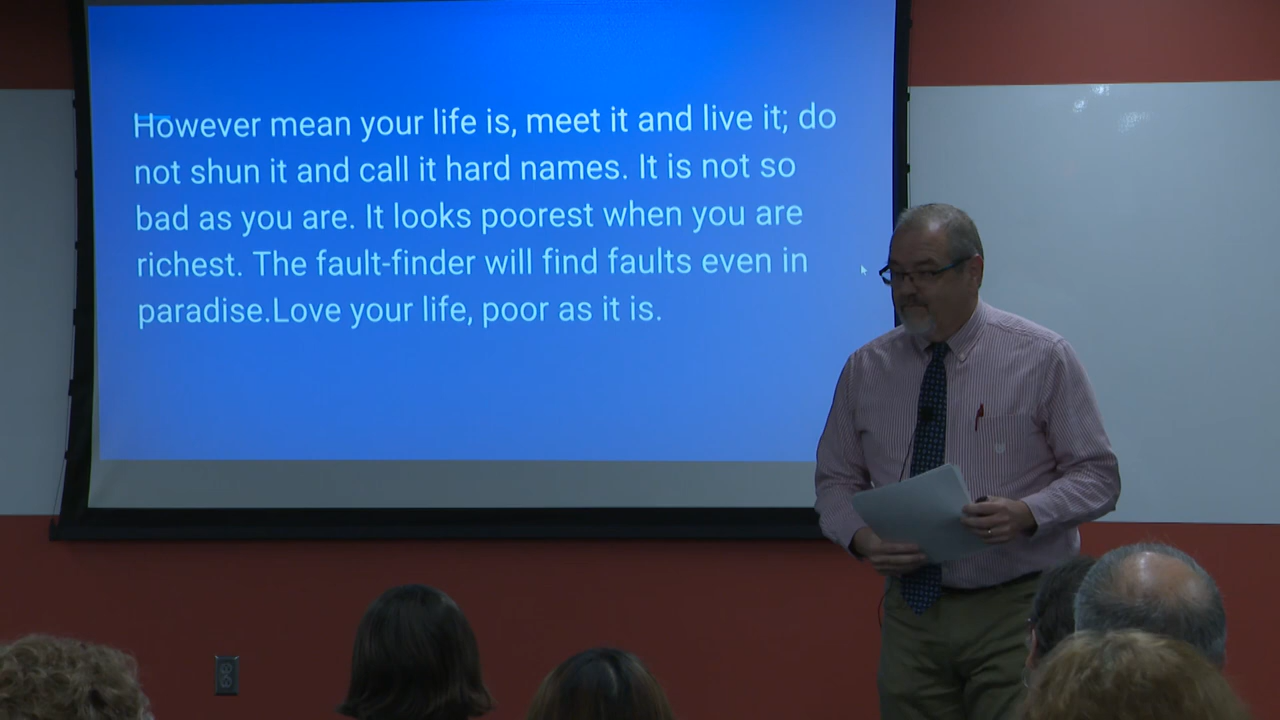 However mean your life is, meet it and live it; do
not shun it and call it hard names. It is not so
bad as you are. It looks poorest when you are
richest. The fault-finder will find faults even in
paradise.Love your life, poor as it is.